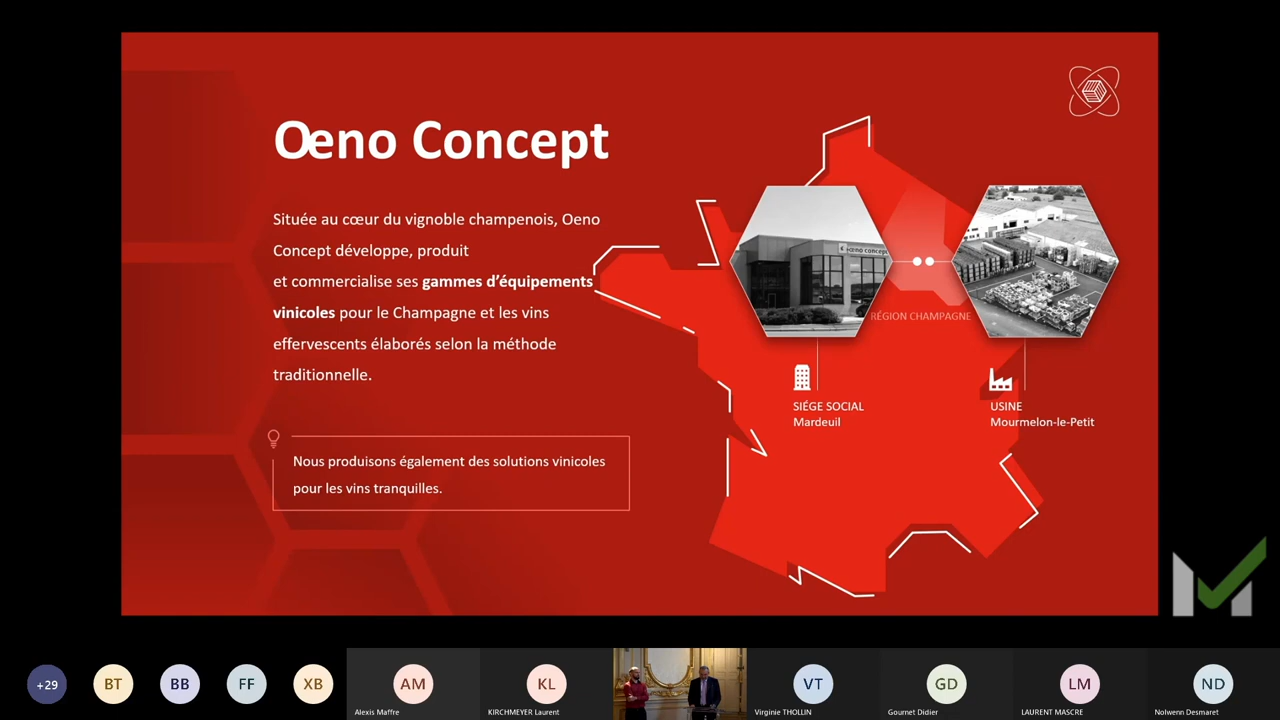 Œno Concept
Située au cœur du vignoble champenois, Oeno
Concept développe, produit
et commercialise ses gammes d'équipements
vinicoles pour le Champagne et les vins
effervescents élaborés selon la méthode
traditionnelle.
Nous produisons également des solutions vinicoles
pour les vins tranquilles.
œno concept
RÉGION CHAMPAGNE
SIÉGE SOCIAL
Mardeuil
USINE
Mourmelon-le-Petit
+29
BT
BB
FF
XB
AM
Alexis Maffre
KL
KIRCHMEYER Laurent
VT
Virginie THOLLIN
GD
Gournet Didier
LM
LAURENT MASCRE
ND
Nolwenn Desmaret